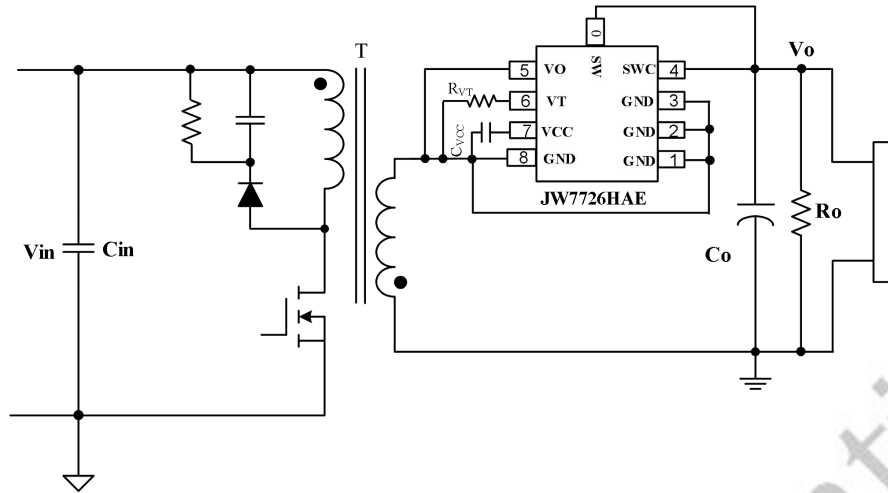 T
0
SW
5 VO
SWC 4
Vo
RVT
6 VT
GND 3
CVCC
7 VCC
GND 2
8 GND
GND 1
JW7726HAE
Vin
Cin
Co
Ro